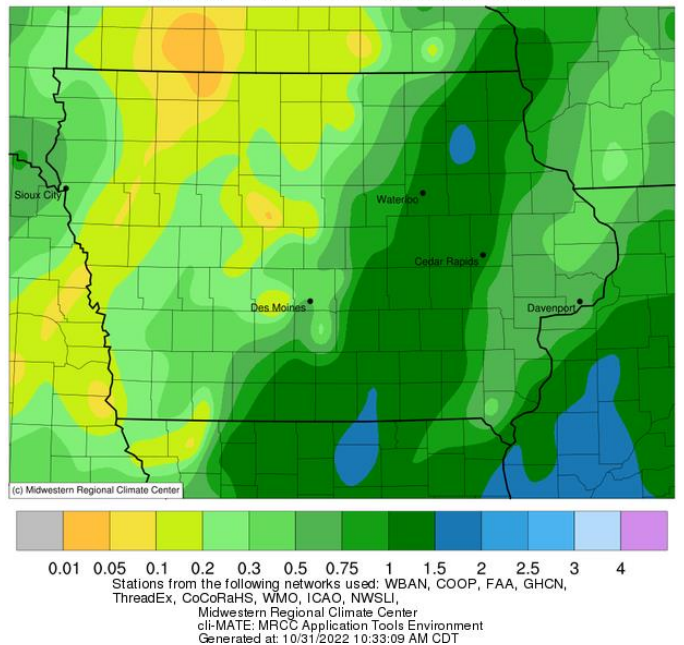 Sioux City
Waterloo
Cedar Rapids
Des Moines
Davenport
(c) Midwestern Regional Climate Center
0.01 0.05 0.1 0.2 0.3 0.5 0.75 1 1.5 2 2.5 3 4
Stations from the following networks used: WBAN, COOP, FAA, GHCN,
ThreadEx, CoCoRaHS, WMO, ICAO, NWSLI,
Midwestern Regional Climate Center
cli-MATE: MRCC Application Tools Environment
Generated at: 10/31/2022 10:33:09 AM CDT